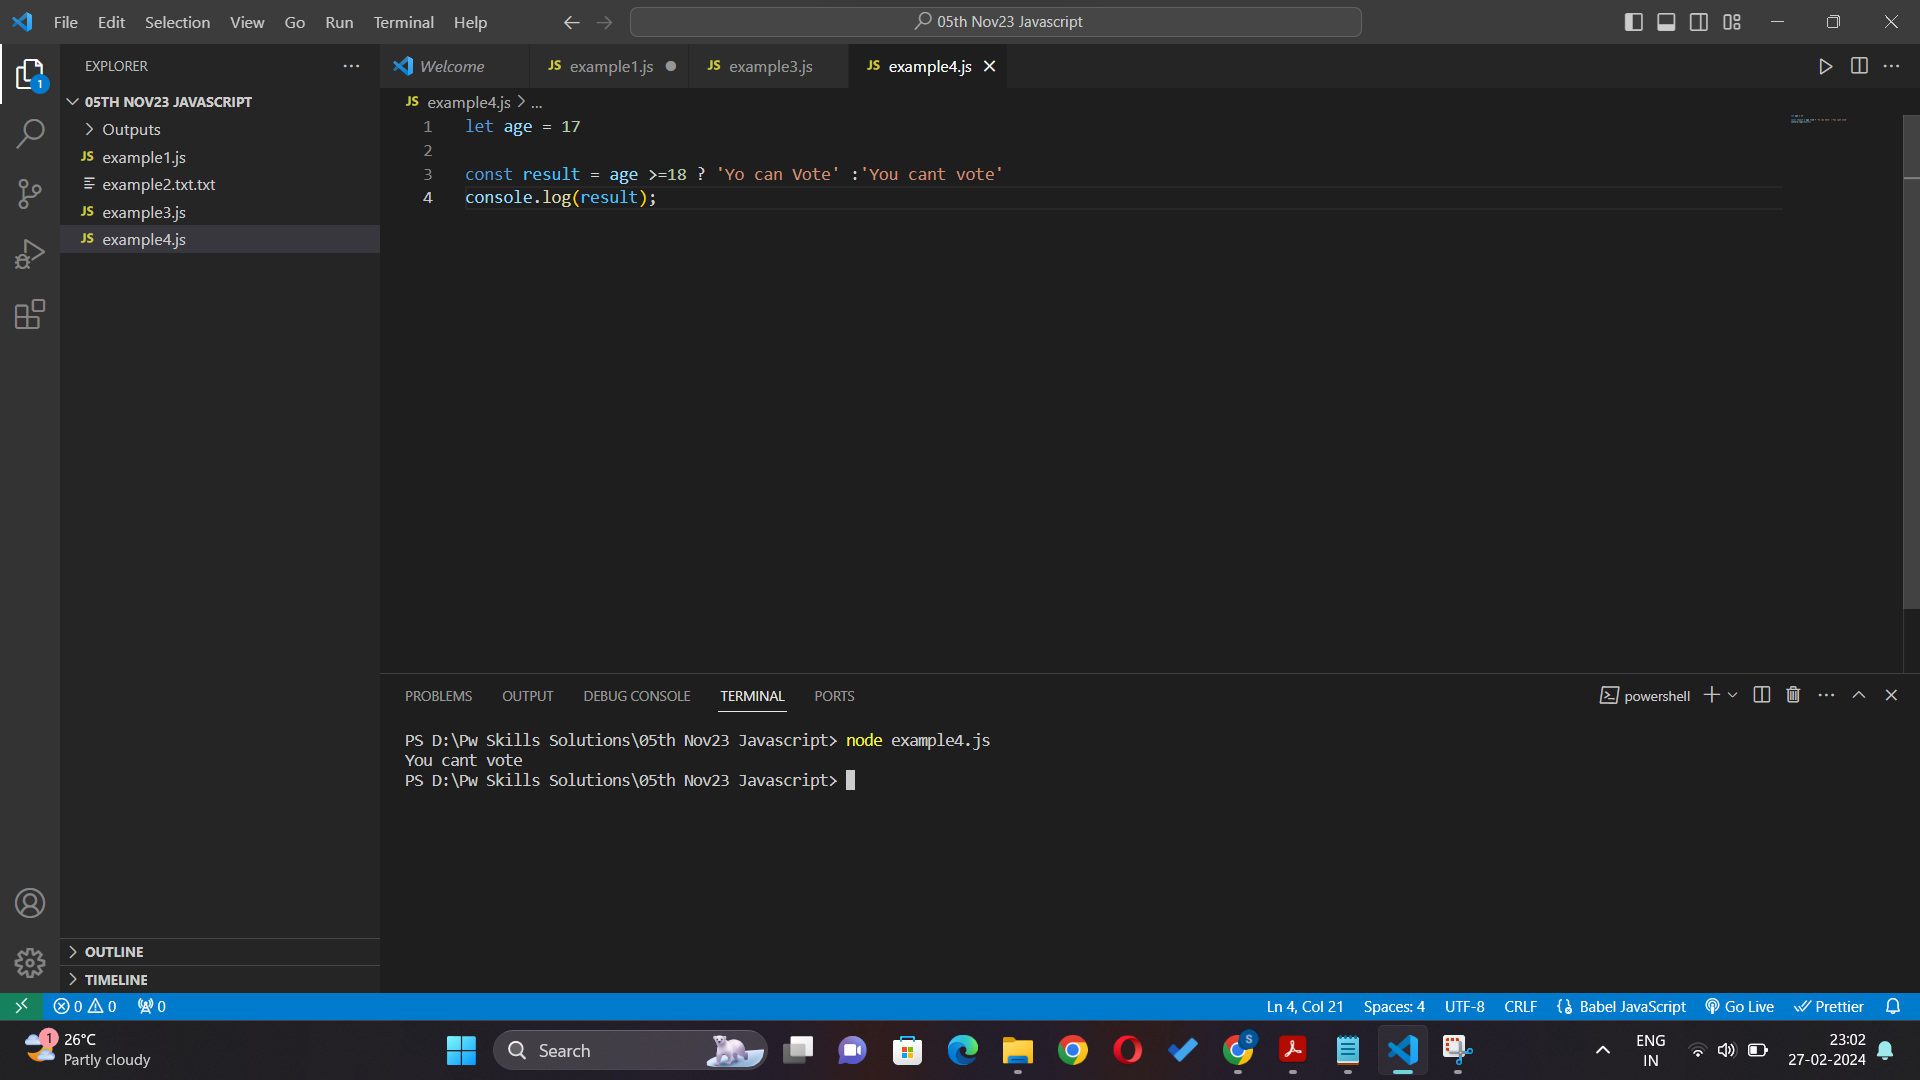 File Edit Selection View Go Run Terminal Help
05th Nov23 Javascript
EXPLORER
Welcome
JS example1.js
JS example3.js
JS example4.js
1
05TH NOV23 JAVASCRIPT
Outputs
JS example1.js
example2.txt.txt
JS example3.js
JS example4.js
JS example4.js > ...
1 let age = 17
2
3 const result = age >=18 ? 'Yo can Vote' :'You cant vote'
4 console.log(result);
PROBLEMS OUTPUT DEBUG CONSOLE TERMINAL PORTS
powershell
PS D:\Pw Skills Solutions\05th Nov23 Javascript> node example4.js
You cant vote
PS D:\Pw Skills Solutions\05th Nov23 Javascript>
OUTLINE
TIMELINE
0 0 0
Ln 4, Col 21 Spaces: 4 UTF-8 CRLF Babel JavaScript Go Live Prettier
1
26°C
Partly cloudy
Search
S
ENG
IN
23:02
27-02-2024